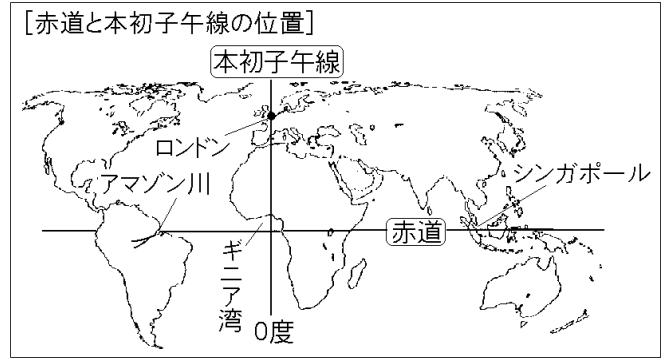 [赤道と本初子午線の位置]
本初子午線
ロンドン
アマゾン川
シンガポール
赤道
ギニア湾
0度